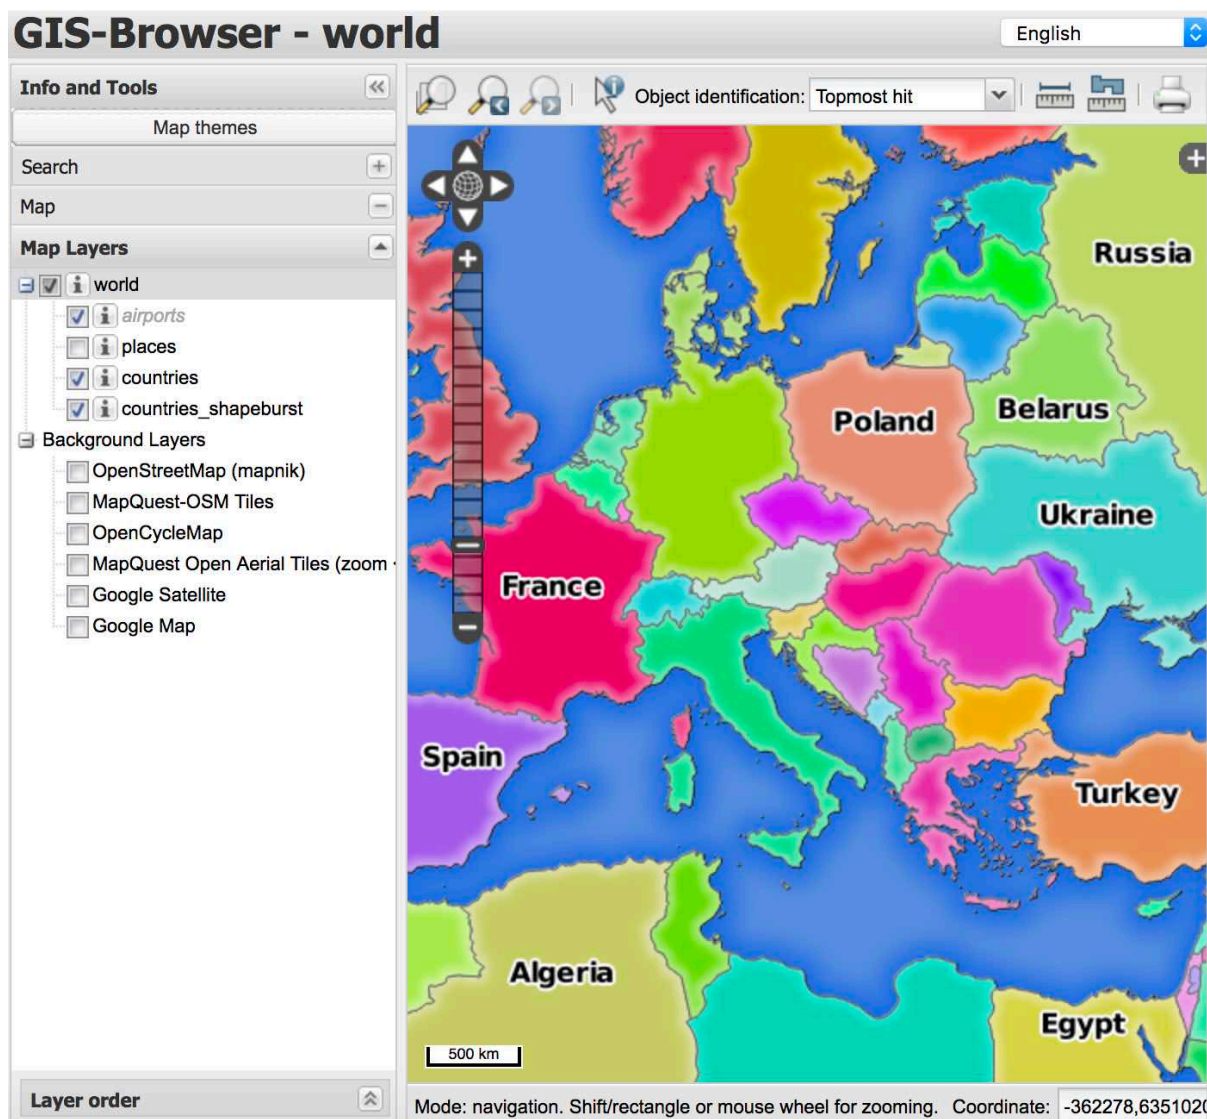 GIS-Browser - world
English
Info and Tools
Map themes
Search
Map
Map Layers
world
airports
places
countries
countries_shapeburst
Background Layers
OpenStreetMap (mapnik)
MapQuest-OSM Tiles
OpenCycleMap
MapQuest Open Aerial Tiles (zoom
Google Satellite
Google Map
Layer order
Object identification: Topmost hit
Russia
Poland
Belarus
Ukraine
France
Spain
Turkey
Algeria
Egypt
500 km
Mode: navigation. Shift/rectangle or mouse wheel for zooming. Coordinate: -362278,6351020